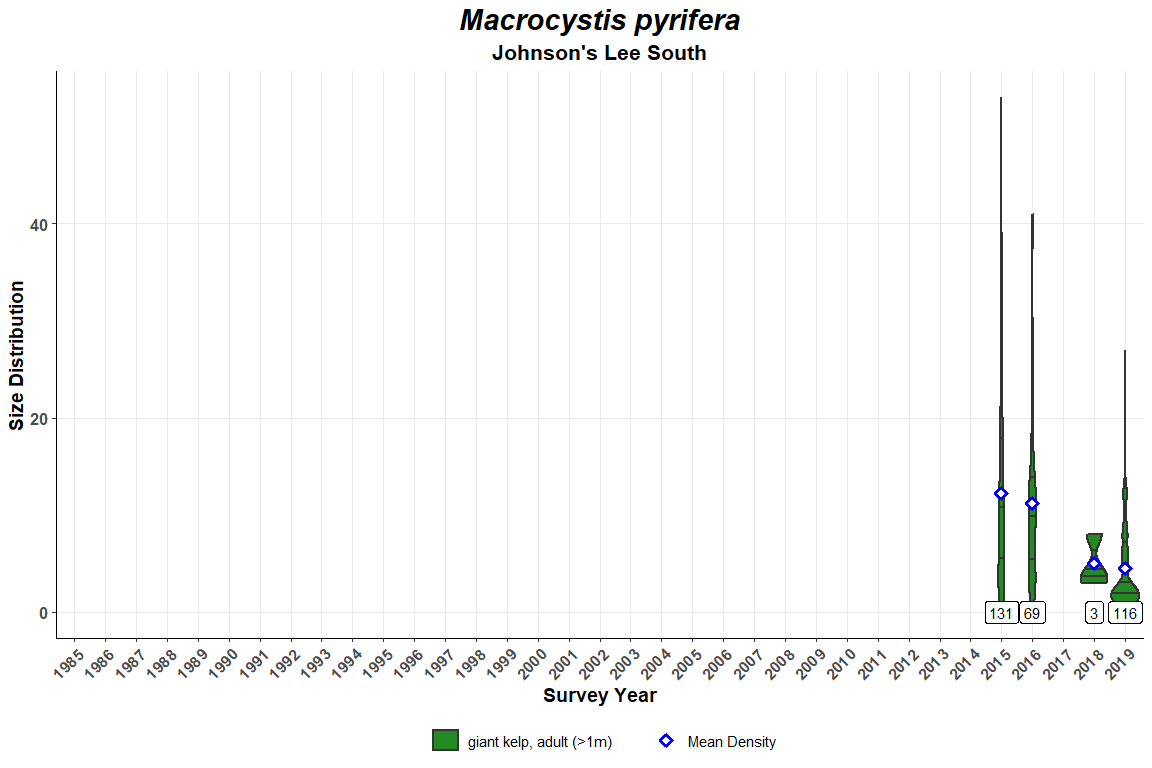 Macrocystis pyrifera
Johnson's Lee South
Size Distribution
40
20
0
131 69 3 116
1985 1986 1987 1988 1989 1990 1991 1992 1993 1994 1995 1996 1997 1998 1999 2000 2001 2002 2003 2004 2005 2006 2007 2008 2009 2010 2011 2012 2013 2014 2015 2016 2017 2018 2019
Survey Year
giant kelp, adult (>1m) Mean Density